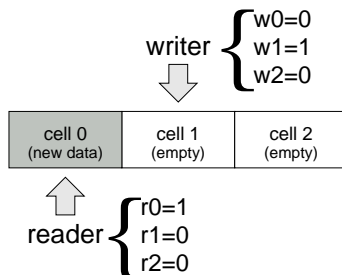 writer
w0=0
w1=1
w2=0
cell 0
(new data)
cell 1
(empty)
cell 2
(empty)
reader
r0=1
r1=0
r2=0